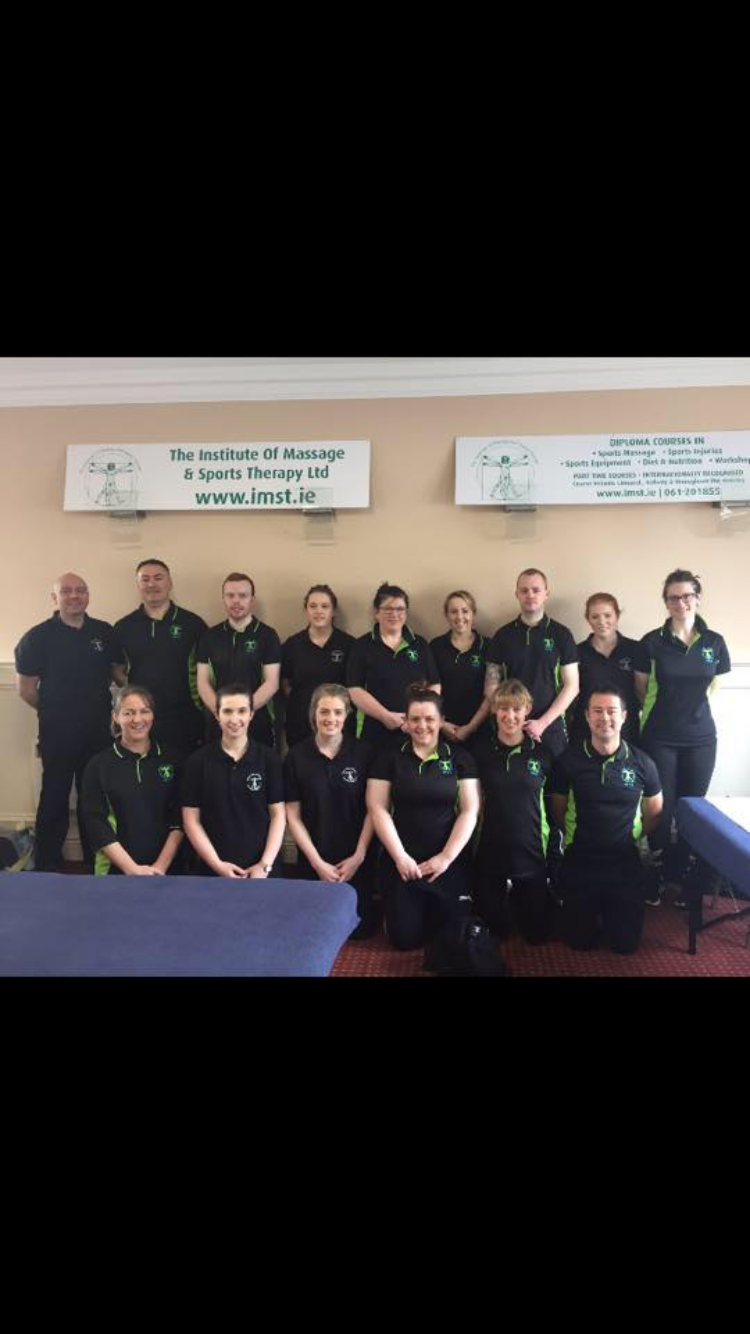 The Institute Of Massage
& Sports Therapy Ltd
www.imst.ie
DIPLOMA COURSES IN
• Sports Massage • Sports Injuries
• Sports Equipment • Diet & Nutrition • Workshop
PART TIME COURSES - INTERNATIONALLY RECOGNISED
www.imst.ie | 061-201855